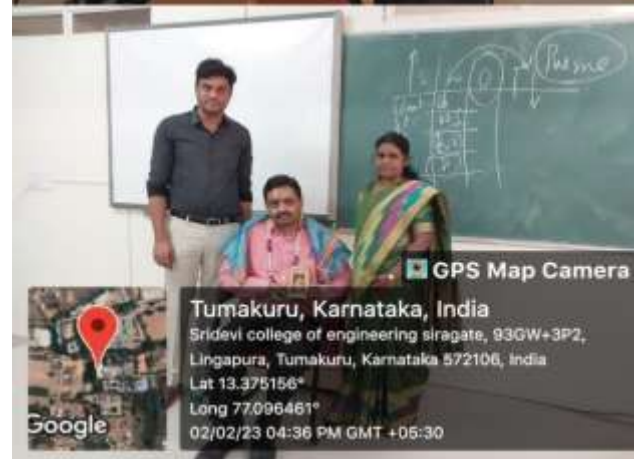 Resme
GPS Map Camera
Tumakuru, Karnataka, India
Sridevi college of engineering siragate, 93GW+3P2,
Lingapura, Tumakuru, Karnataka 572106, India
Lat 13.375156°
Long 77.096461°
02/02/23 04:36 PM GMT +05:30
Google